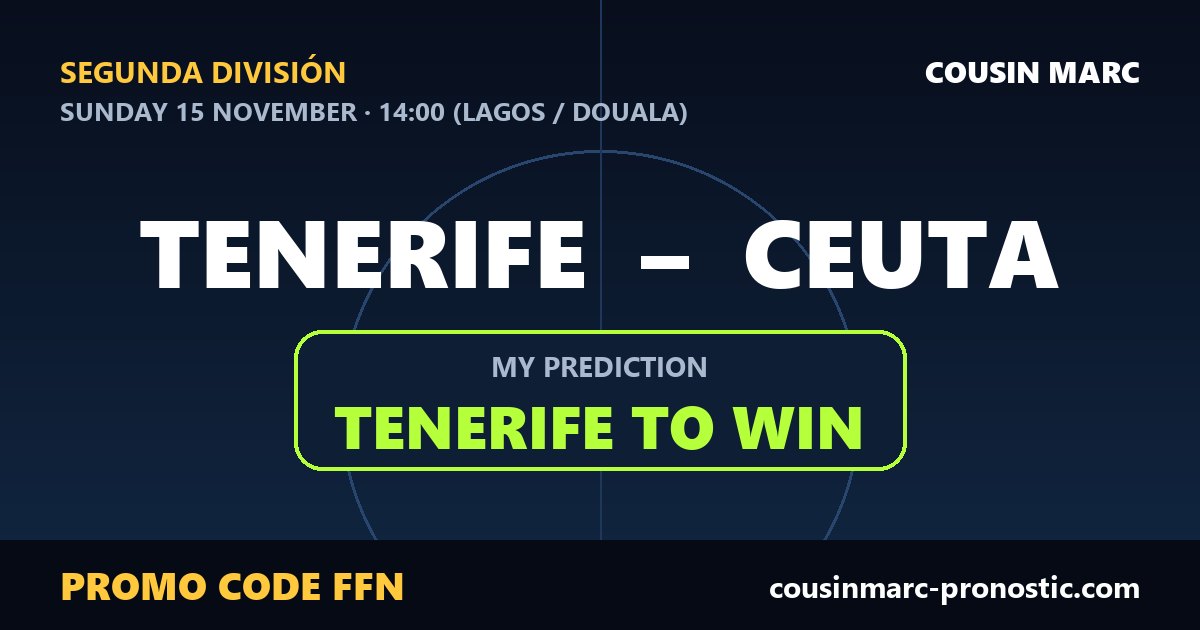 SEGUNDA DIVISIÓN
COUSIN MARC
SUNDAY 15 NOVEMBER · 14:00 (LAGOS / DOUALA)
TENERIFE – CEUTA
MY PREDICTION
TENERIFE TO WIN
PROMO CODE FFN
cousinmarc-pronostic.com